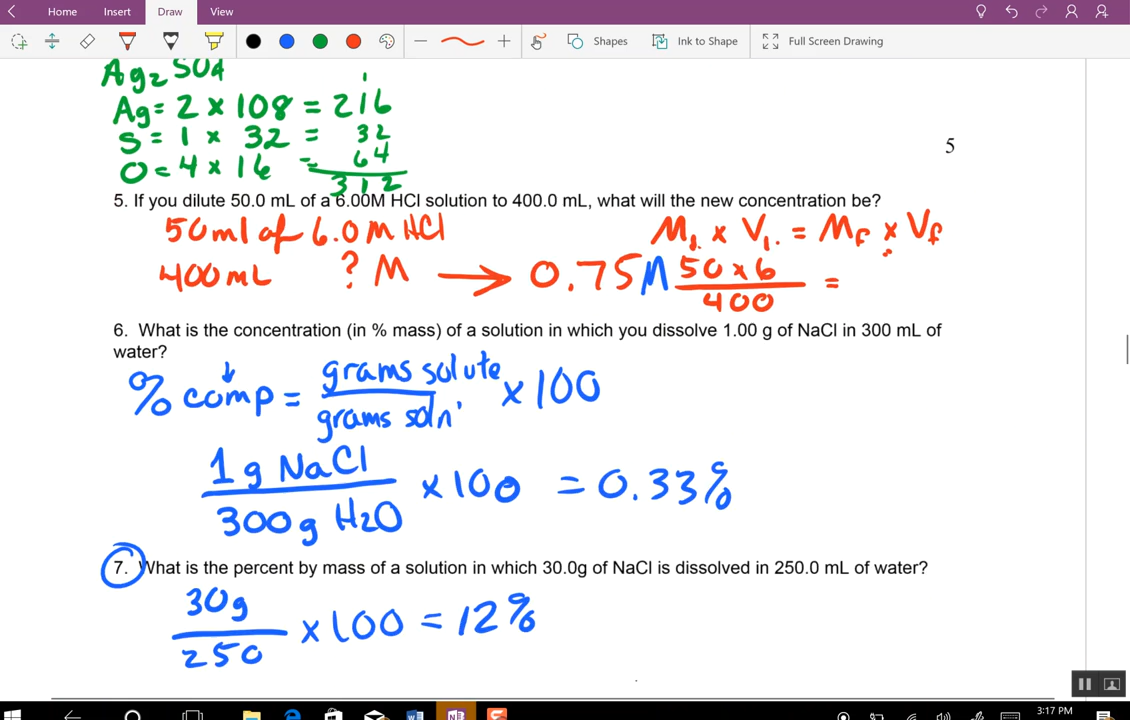 Home Insert Draw View
Shapes Ink to Shape Full Screen Drawing
Ag2 SO4
Ag = 2 × 108 = 216
1
S = 1 × 32 = 32
O = 4 × 16 = 64
312
5
5. If you dilute 50.0 mL of a 6.00M HCl solution to 400.0 mL, what will the new concentration be?
50ml of 6.0 M HCl
M1. × V1. = Mf × Vf
400mL ? M → 0.75M
50 × 6
400
=
6. What is the concentration (in % mass) of a solution in which you dissolve 1.00 g of NaCl in 300 mL of
water?
% comp = grams solute
grams soln'
× 100
1g NaCl
300g H2O
× 100 = 0.33%
7. What is the percent by mass of a solution in which 30.0g of NaCl is dissolved in 250.0 mL of water?
30g
250
× 100 = 12%
3:17 PM